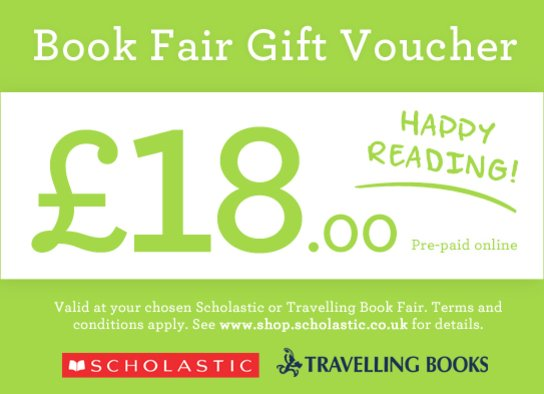 Book Fair Gift Voucher
HAPPY
READING!
£18.00
Pre-paid online
Valid at your chosen Scholastic or Travelling Book Fair. Terms and
conditions apply. See www.shop.scholastic.co.uk for details.
SCHOLASTIC
TRAVELLING BOOKS